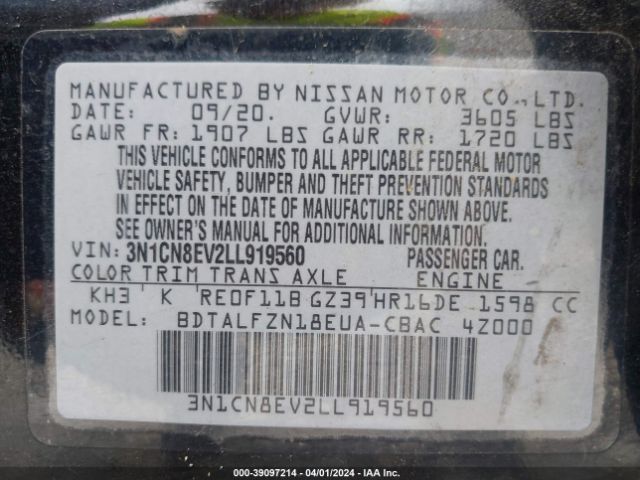 MANUFACTURED BY NISSAN MOTOR CO.,LTD.
DATE: 09/20. GVWR: 3605 LBS
GAWR FR: 1907 LBS GAWR RR: 1720 LBS
THIS VEHICLE CONFORMS TO ALL APPLICABLE FEDERAL MOTOR
VEHICLE SAFETY, BUMPER AND THEFT PREVENTION STANDARDS
IN EFFECT ON THE DATE OF MANUFACTURE SHOWN ABOVE.
SEE OWNER'S MANUAL FOR ADDITIONAL INFORMATION.
VIN: 3N1CN8EV2LL919560 PASSENGER CAR.
COLOR TRIM TRANS AXLE ENGINE
KH3 ' K ' RE0F11B GZ39 ' HR16DE 1598 CC
MODEL: BDTALFZN18EUA-CBAC 4Z000
3N1CN8EV2LL919560
000-39097214 - 04/01/2024 - IAA Inc.